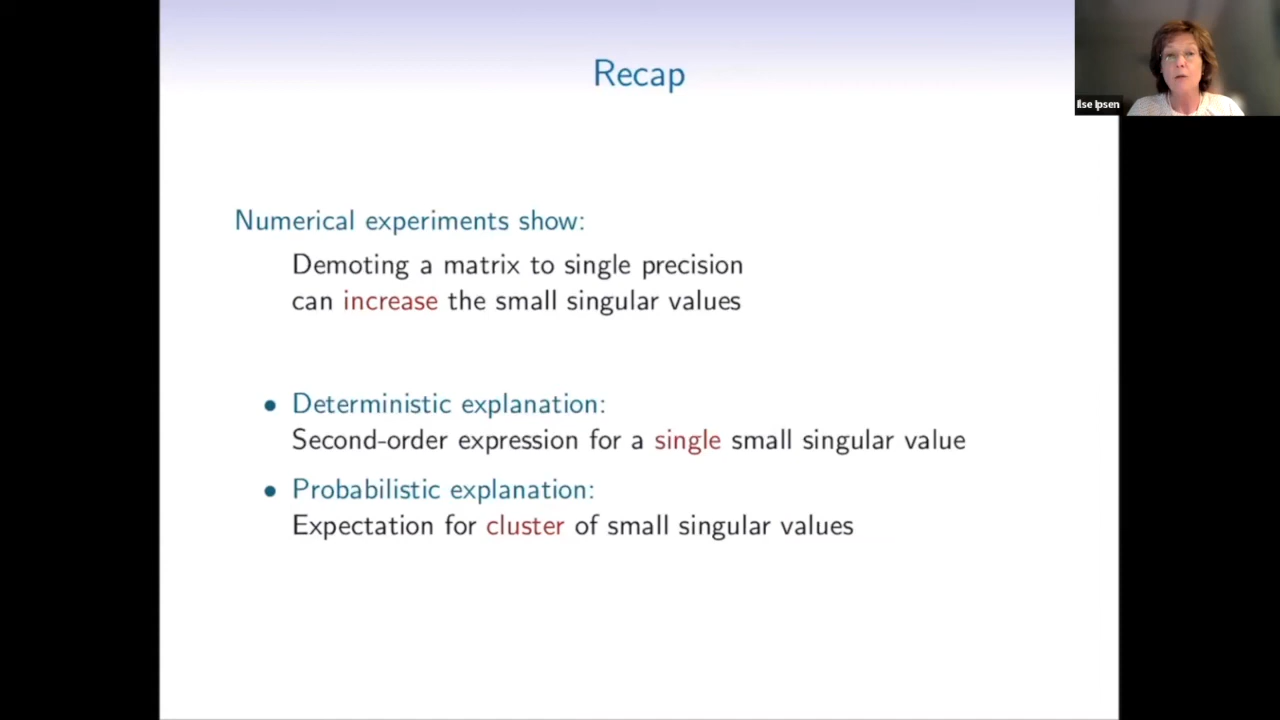 Recap
Ilse Ipsen
Numerical experiments show:
Demoting a matrix to single precision
can increase the small singular values
• Deterministic explanation:
Second-order expression for a single small singular value
• Probabilistic explanation:
Expectation for cluster of small singular values